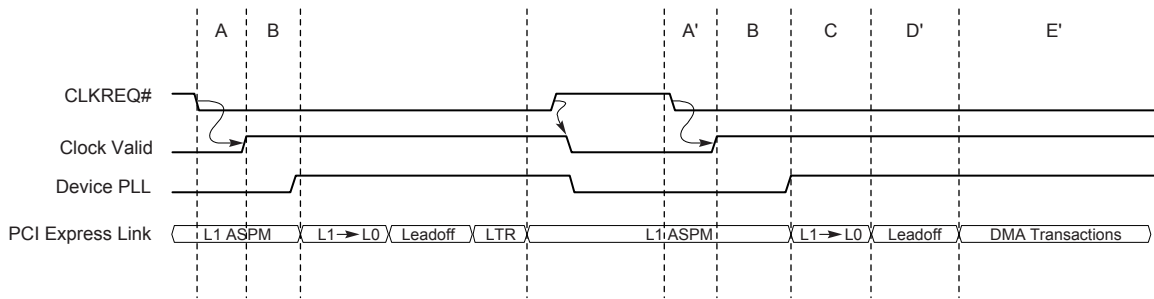 A B A' B C D' E'
CLKREQ#
Clock Valid
Device PLL
PCI Express Link L1 ASPM L1 → L0 Leadoff LTR L1 ASPM L1 → L0 Leadoff DMA Transactions